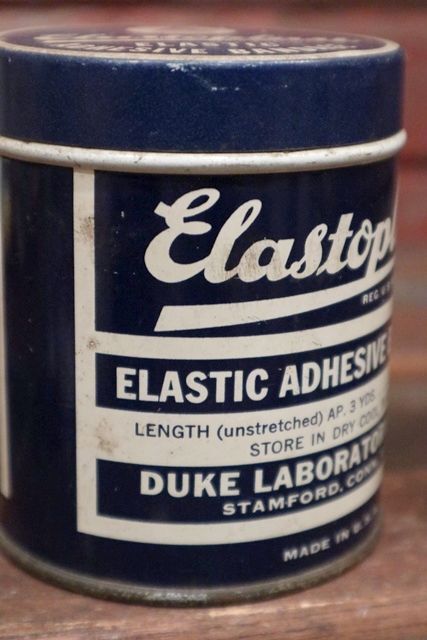 Elastop
REG. U.S
ELASTIC ADHESIVE
LENGTH (unstretched) AP. 3 YDS.
STORE IN DRY COOL
DUKE LABORATO
STAMFORD, CONN
MADE IN U.S.A